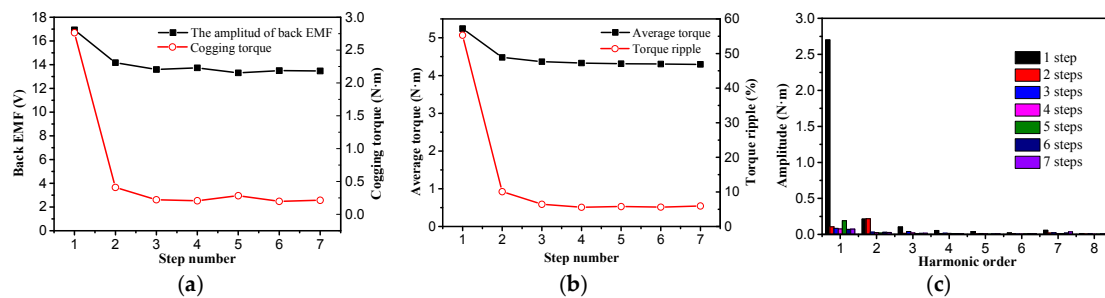 18
16
14
12
10
8
6
4
2
0
Back EMF (V)
The amplitud of back EMF
Cogging torque
3.0
2.5
2.0
1.5
1.0
0.5
0.0
Cogging torque (N·m)
1 2 3 4 5 6 7
Step number
(a)
5
4
3
2
1
0
Average torque (N·m)
Average torque
Torque ripple
60
50
40
30
20
10
0
Torque ripple (%)
1 2 3 4 5 6 7
Step number
(b)
3.0
2.5
2.0
1.5
1.0
0.5
0.0
Amplitude (N·m)
1 step
2 steps
3 steps
4 steps
5 steps
6 steps
7 steps
1 2 3 4 5 6 7 8
Harmonic order
(c)